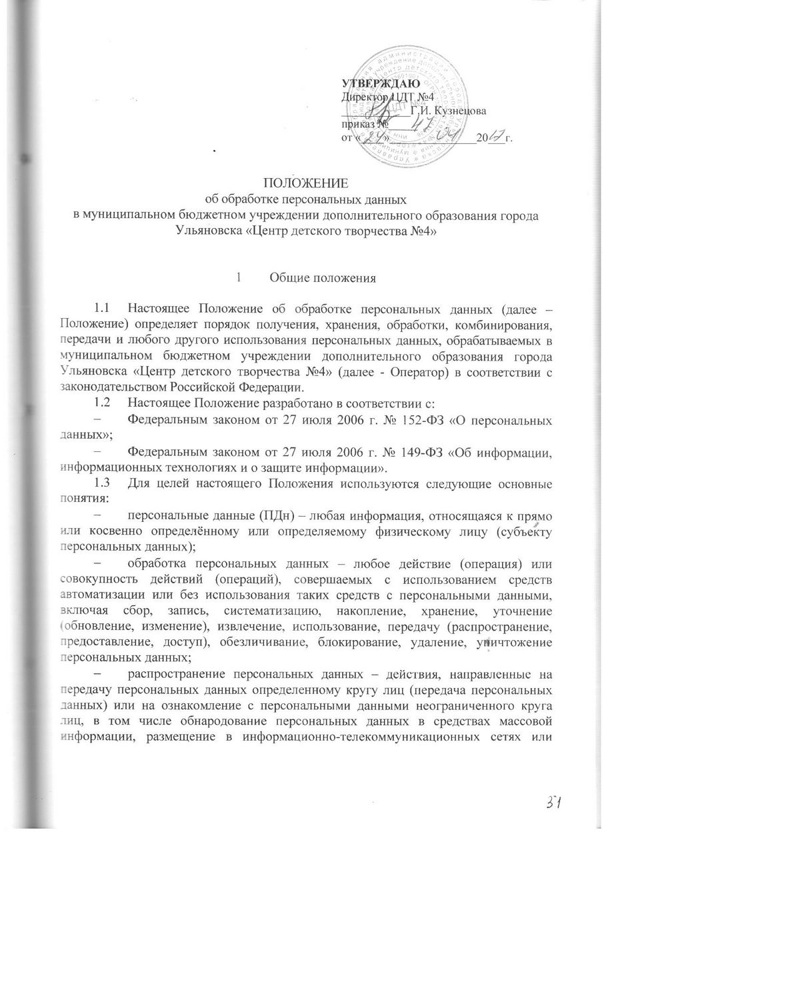 УТВЕРЖДАЮ
Директор ЦДТ №4
Г.И. Кузнецова
приказ № 47
от «24» 04 2017 г.
ПОЛОЖЕНИЕ
об обработке персональных данных
в муниципальном бюджетном учреждении дополнительного образования города
Ульяновска «Центр детского творчества №4»
1 Общие положения
1.1 Настоящее Положение об обработке персональных данных (далее –
Положение) определяет порядок получения, хранения, обработки, комбинирования,
передачи и любого другого использования персональных данных, обрабатываемых в
муниципальном бюджетном учреждении дополнительного образования города
Ульяновска «Центр детского творчества №4» (далее - Оператор) в соответствии с
законодательством Российской Федерации.
1.2 Настоящее Положение разработано в соответствии с:
– Федеральным законом от 27 июля 2006 г. № 152-ФЗ «О персональных
данных»;
– Федеральным законом от 27 июля 2006 г. № 149-ФЗ «Об информации,
информационных технологиях и о защите информации».
1.3 Для целей настоящего Положения используются следующие основные
понятия:
– персональные данные (ПДн) – любая информация, относящаяся к прямо
или косвенно определённому или определяемому физическому лицу (субъекту
персональных данных);
– обработка персональных данных – любое действие (операция) или
совокупность действий (операций), совершаемых с использованием средств
автоматизации или без использования таких средств с персональными данными,
включая сбор, запись, систематизацию, накопление, хранение, уточнение
(обновление, изменение), извлечение, использование, передачу (распространение,
предоставление, доступ), обезличивание, блокирование, удаление, уничтожение
персональных данных;
– распространение персональных данных – действия, направленные на
передачу персональных данных определенному кругу лиц (передача персональных
данных) или на ознакомление с персональными данными неограниченного круга
лиц, в том числе обнародование персональных данных в средствах массовой
информации, размещение в информационно-телекоммуникационных сетях или
31